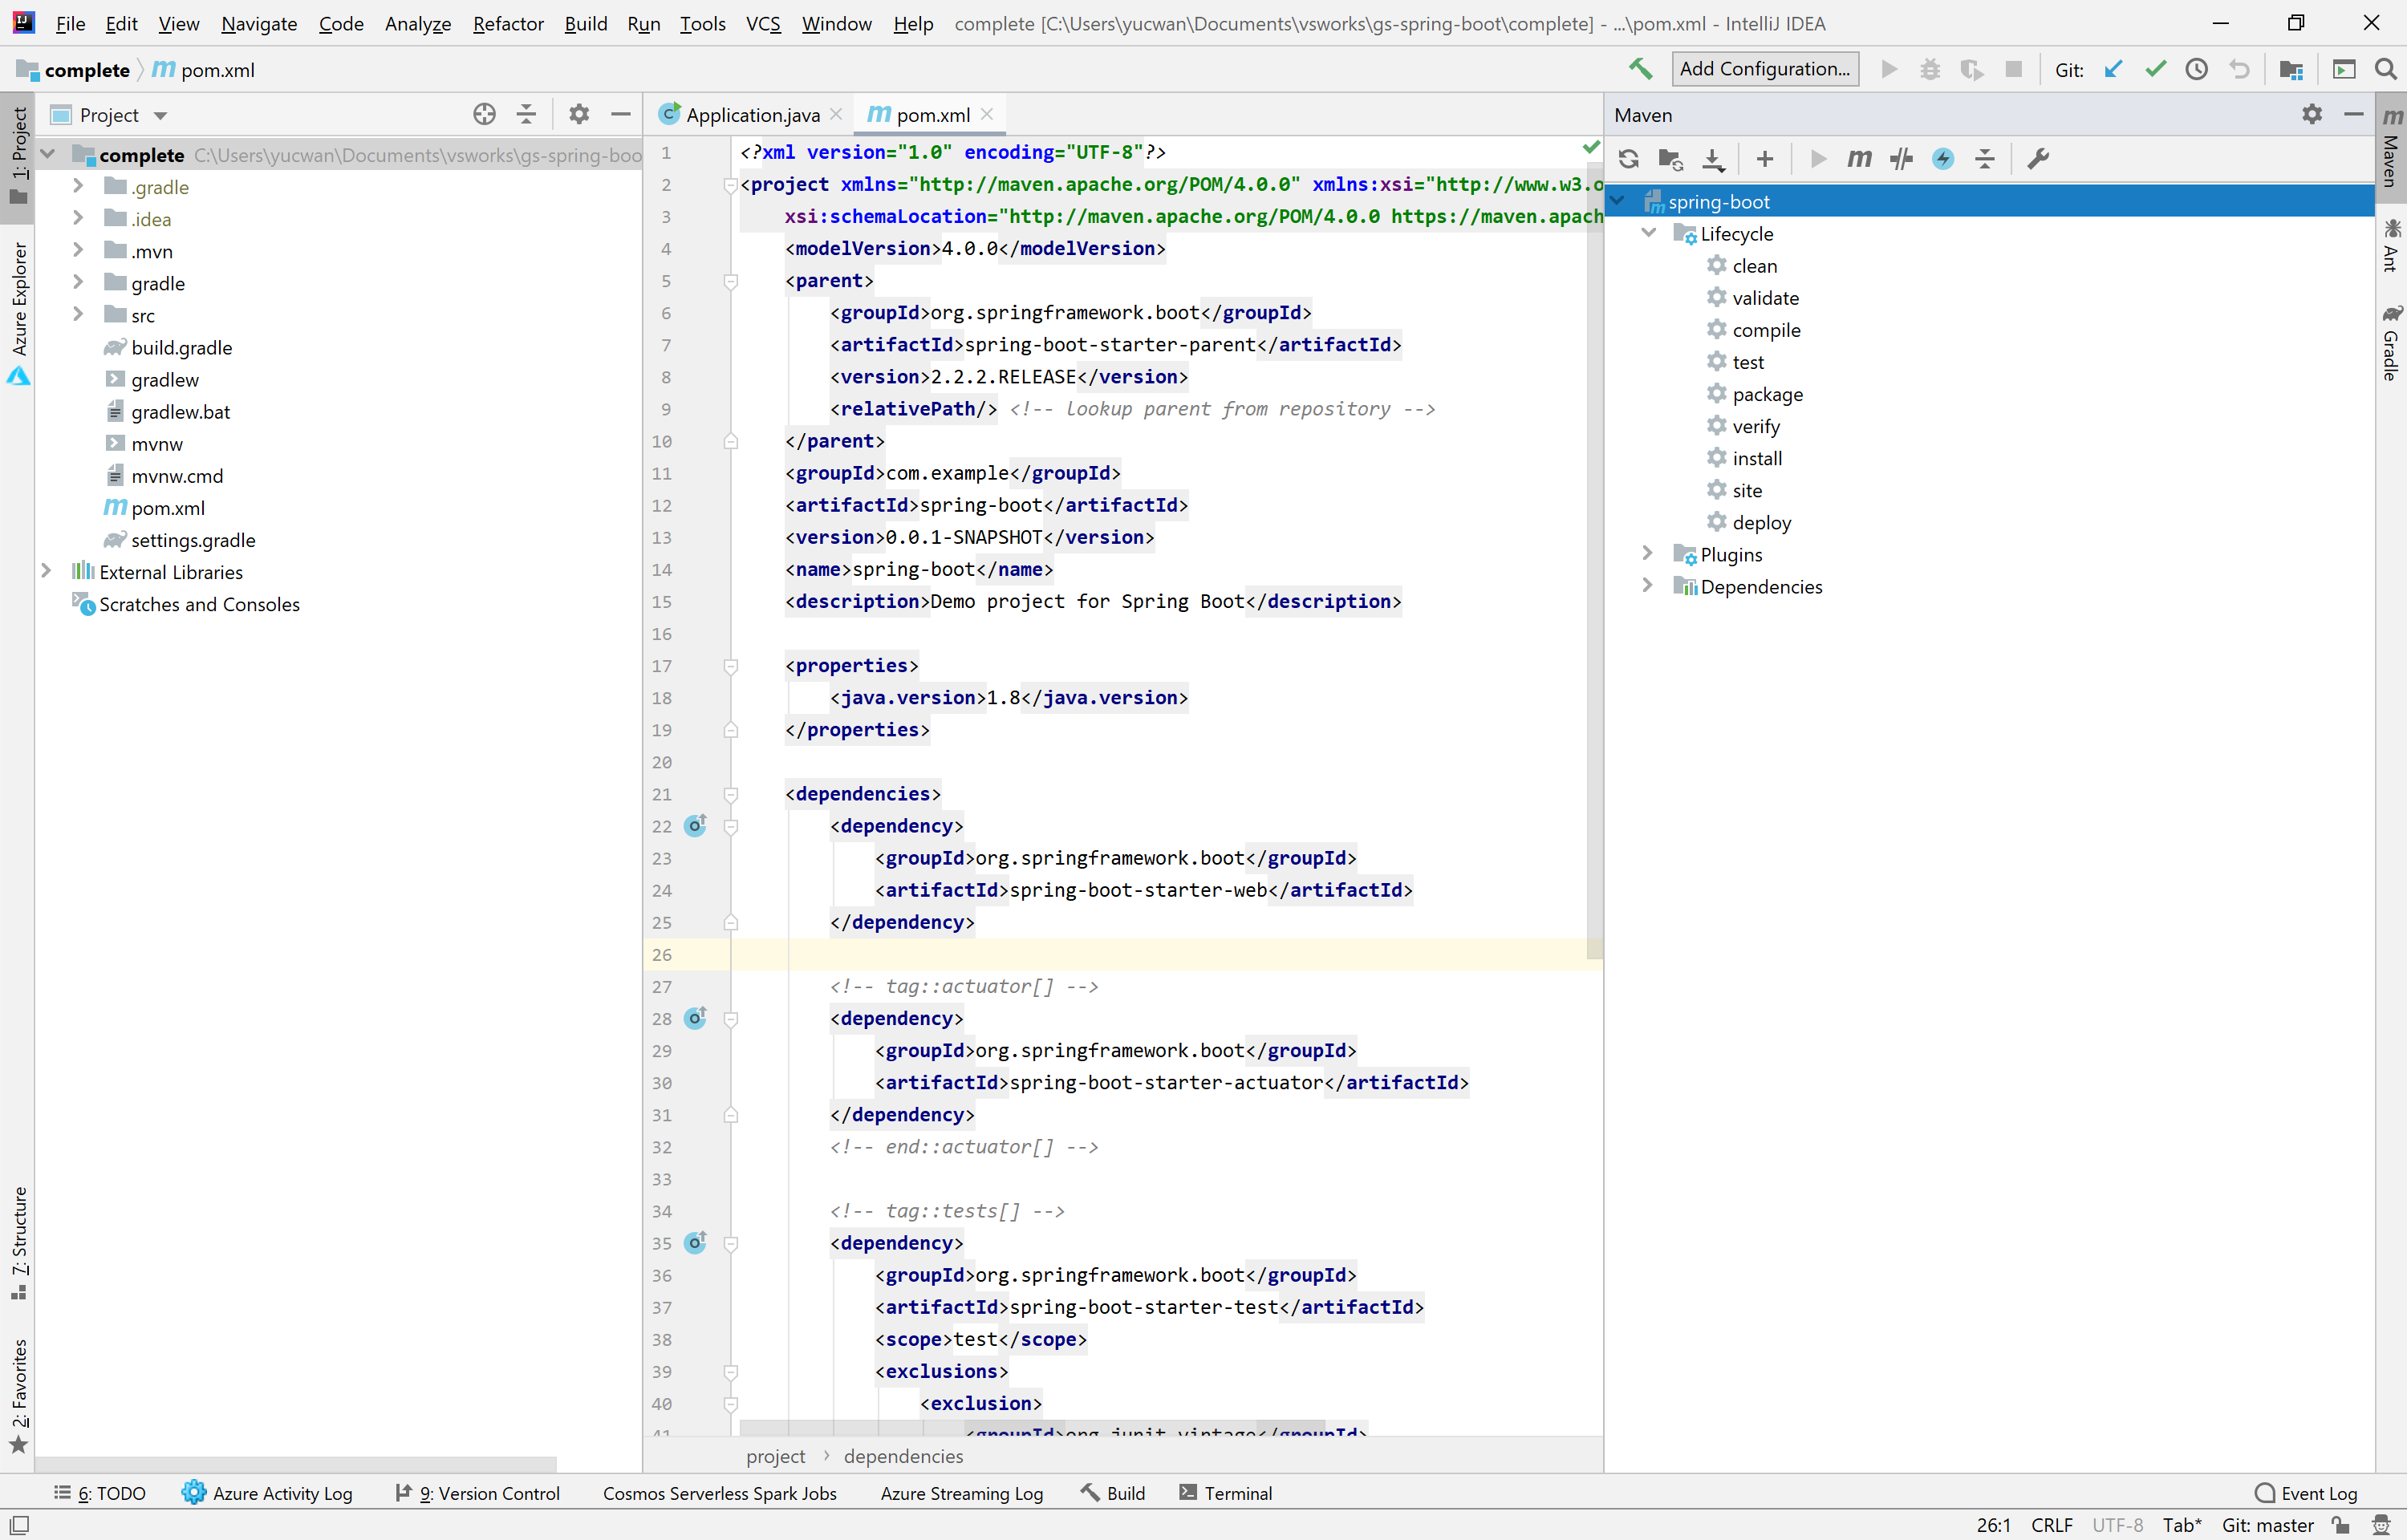 File Edit View Navigate Code Analyze Refactor Build Run Tools VCS Window Help complete [C:\Users\yucwan\Documents\vsworks\gs-spring-boot\complete] - ...\pom.xml - IntelliJ IDEA
complete m pom.xml Add Configuration... Git:
1: Project
Azure Explorer
7: Structure
2: Favorites
Project
complete C:\Users\yucwan\Documents\vsworks\gs-spring-boo
.gradle
.idea
.mvn
gradle
src
build.gradle
gradlew
gradlew.bat
mvnw
mvnw.cmd
m pom.xml
settings.gradle
External Libraries
Scratches and Consoles
Application.java m pom.xml
1 <?xml version="1.0" encoding="UTF-8"?>
2 <project xmlns="http://maven.apache.org/POM/4.0.0" xmlns:xsi="http://www.w3.o
3 xsi:schemaLocation="http://maven.apache.org/POM/4.0.0 https://maven.apach
4 <modelVersion>4.0.0</modelVersion>
5 <parent>
6 <groupId>org.springframework.boot</groupId>
7 <artifactId>spring-boot-starter-parent</artifactId>
8 <version>2.2.2.RELEASE</version>
9 <relativePath/> <!-- lookup parent from repository -->
10 </parent>
11 <groupId>com.example</groupId>
12 <artifactId>spring-boot</artifactId>
13 <version>0.0.1-SNAPSHOT</version>
14 <name>spring-boot</name>
15 <description>Demo project for Spring Boot</description>
16
17 <properties>
18 <java.version>1.8</java.version>
19 </properties>
20
21 <dependencies>
22 <dependency>
23 <groupId>org.springframework.boot</groupId>
24 <artifactId>spring-boot-starter-web</artifactId>
25 </dependency>
26
27 <!-- tag::actuator[] -->
28 <dependency>
29 <groupId>org.springframework.boot</groupId>
30 <artifactId>spring-boot-starter-actuator</artifactId>
31 </dependency>
32 <!-- end::actuator[] -->
33
34 <!-- tag::tests[] -->
35 <dependency>
36 <groupId>org.springframework.boot</groupId>
37 <artifactId>spring-boot-starter-test</artifactId>
38 <scope>test</scope>
39 <exclusions>
40 <exclusion>
41 <groupId>org.junit.vintage</groupId>
project › dependencies
Maven
m
spring-boot
Lifecycle
clean
validate
compile
test
package
verify
install
site
deploy
Plugins
Dependencies
m Maven
Ant
Gradle
6: TODO Azure Activity Log 9: Version Control Cosmos Serverless Spark Jobs Azure Streaming Log Build Terminal Event Log
26:1 CRLF UTF-8 Tab* Git: master